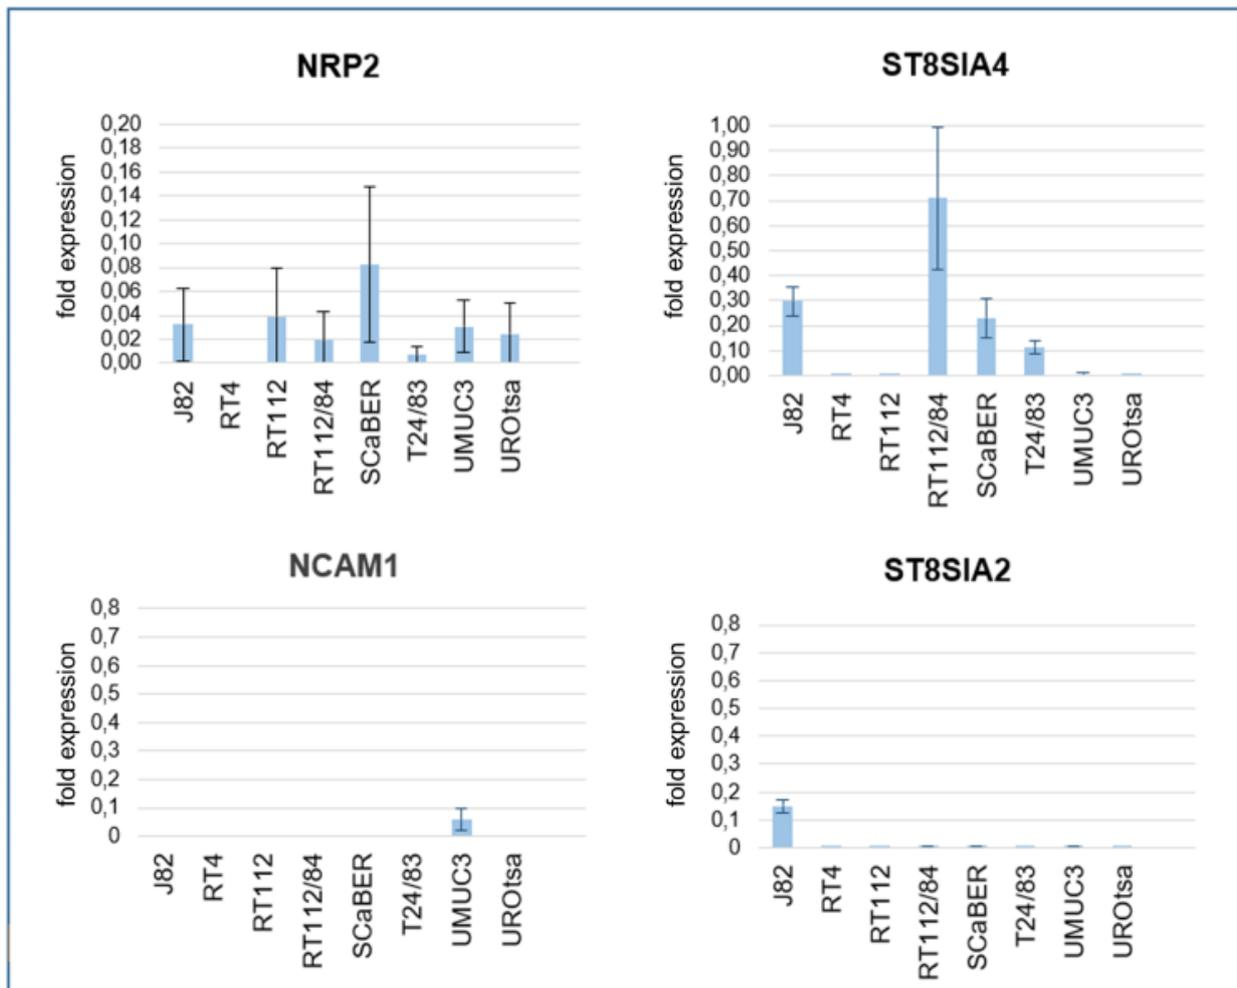 NRP2
fold expression
0,20
0,18
0,16
0,14
0,12
0,10
0,08
0,06
0,04
0,02
0,00
J82
RT4
RT112
RT112/84
SCaBER
T24/83
UMUC3
UROtsa
ST8SIA4
fold expression
1,00
0,90
0,80
0,70
0,60
0,50
0,40
0,30
0,20
0,10
0,00
J82
RT4
RT112
RT112/84
SCaBER
T24/83
UMUC3
UROtsa
NCAM1
fold expression
0,8
0,7
0,6
0,5
0,4
0,3
0,2
0,1
0
J82
RT4
RT112
RT112/84
SCaBER
T24/83
UMUC3
UROtsa
ST8SIA2
fold expression
0,8
0,7
0,6
0,5
0,4
0,3
0,2
0,1
0
J82
RT4
RT112
RT112/84
SCaBER
T24/83
UMUC3
UROtsa